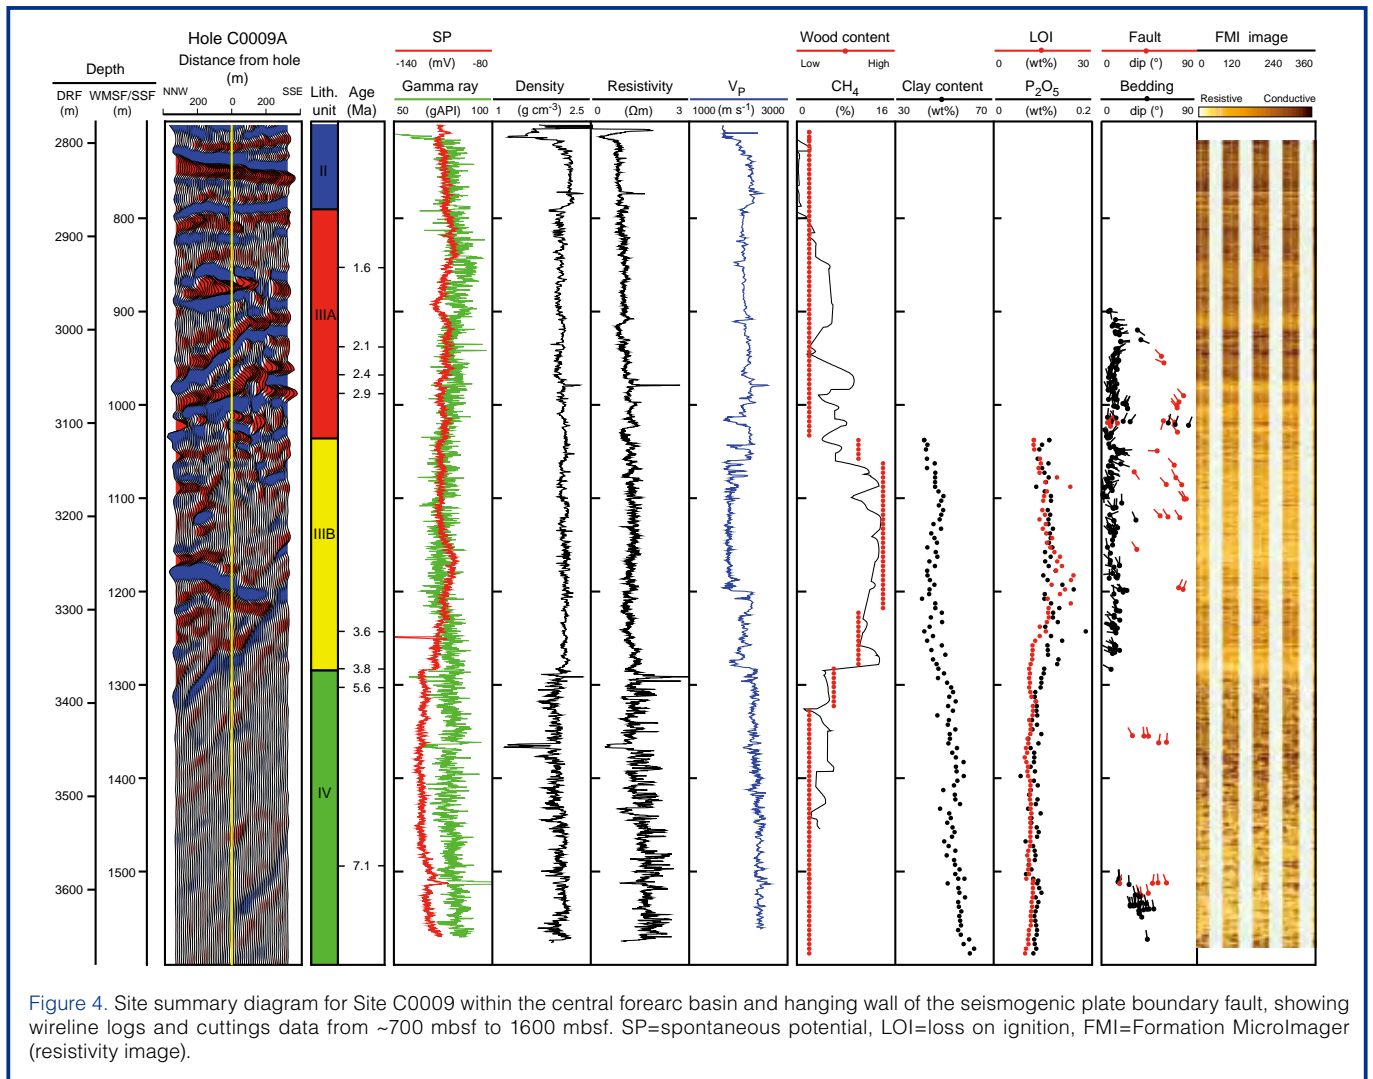 Hole C0009A
Distance from hole
(m)
NNW SSE
200 0 200
Depth
DRF WMSF/SSF
(m) (m)
Lith. unit
Age (Ma)
SP
-140 (mV) -80
Gamma ray
50 (gAPI) 100
Density
1 (g cm-3) 2.5
Resistivity
0 (Ωm) 3
VP
1000 (m s-1) 3000
Wood content
Low High
CH4
0 (%) 16
Clay content
30 (wt%) 70
LOI
0 (wt%) 30
P2O5
0 (wt%) 0.2
Fault
0 dip (°) 90
Bedding
0 dip (°) 90
FMI image
0 120 240 360
Resistive Conductive
2800
2900
3000
3100
3200
3300
3400
3500
3600
800
900
1000
1100
1200
1300
1400
1500
II
IIIA
IIIB
IV
1.6
2.1
2.4
2.9
3.6
3.8
5.6
7.1
Figure 4. Site summary diagram for Site C0009 within the central forearc basin and hanging wall of the seismogenic plate boundary fault, showing
wireline logs and cuttings data from ~700 mbsf to 1600 mbsf. SP=spontaneous potential, LOI=loss on ignition, FMI=Formation MicroImager
(resistivity image).